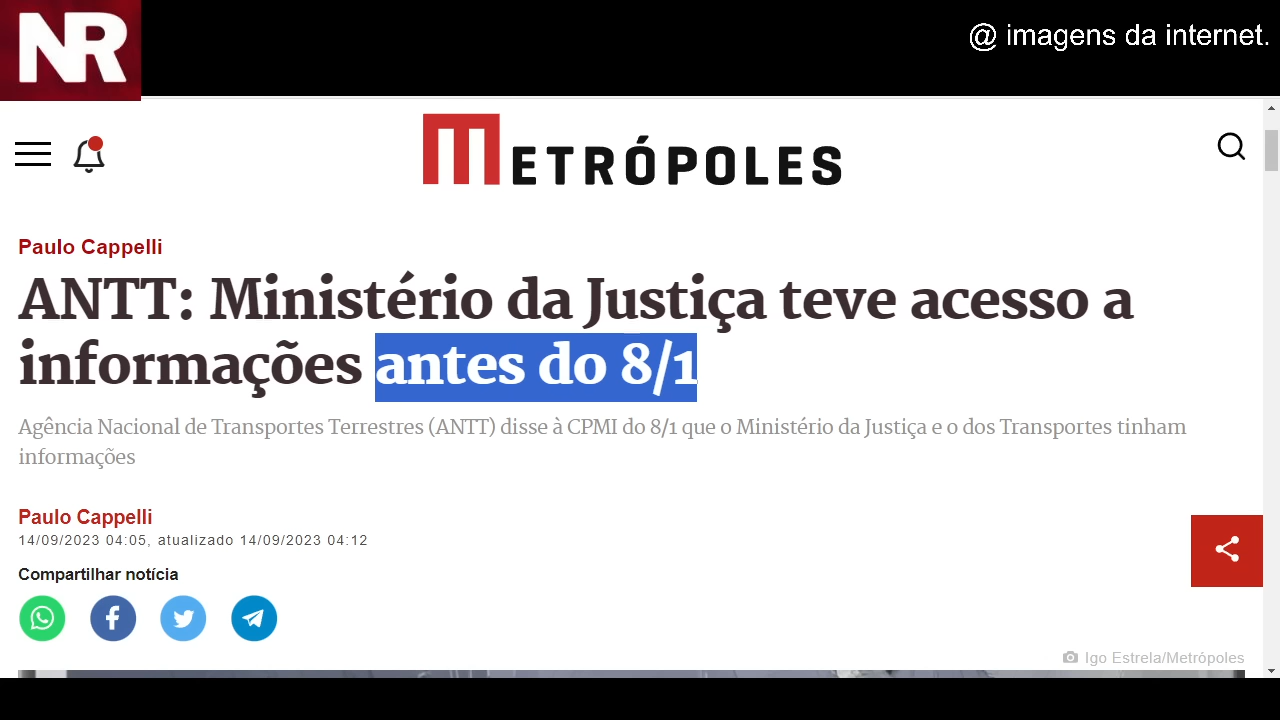 NR
@ imagens da internet.
METRÓPOLES
Paulo Cappelli
ANTT: Ministério da Justiça teve acesso a
informações antes do 8/1
Agência Nacional de Transportes Terrestres (ANTT) disse à CPMI do 8/1 que o Ministério da Justiça e o dos Transportes tinham
informações
Paulo Cappelli
14/09/2023 04:05, atualizado 14/09/2023 04:12
Compartilhar notícia
Igo Estrela/Metrópoles